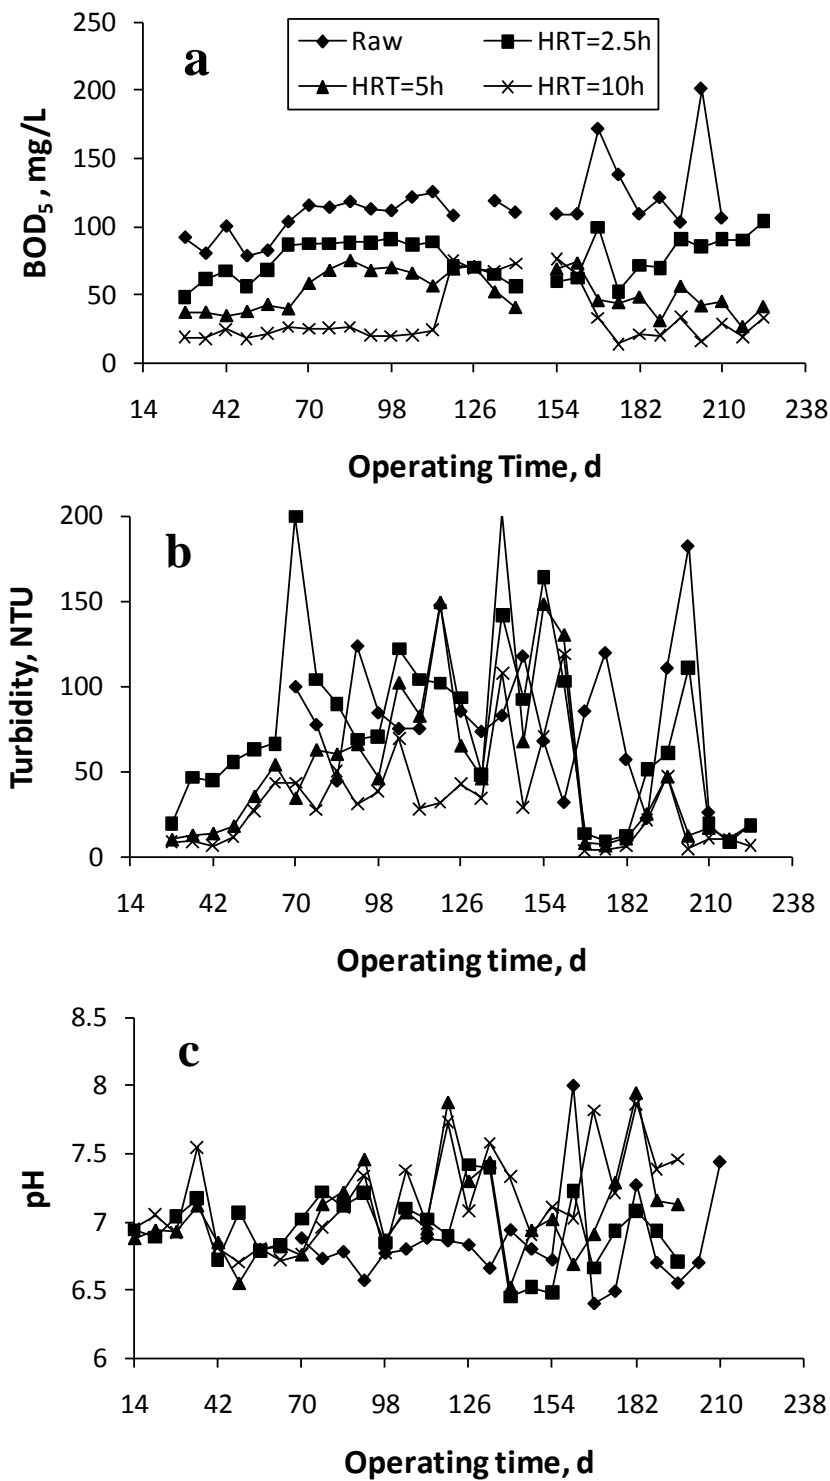 a
Raw HRT=2.5h
HRT=5h HRT=10h
BOD5 , mg/L
250
200
150
100
50
0
14 42 70 98 126 154 182 210 238
Operating Time, d
b
Turbidity, NTU
200
150
100
50
0
14 42 70 98 126 154 182 210 238
Operating time, d
c
pH
8.5
8
7.5
7
6.5
6
14 42 70 98 126 154 182 210 238
Operating time, d